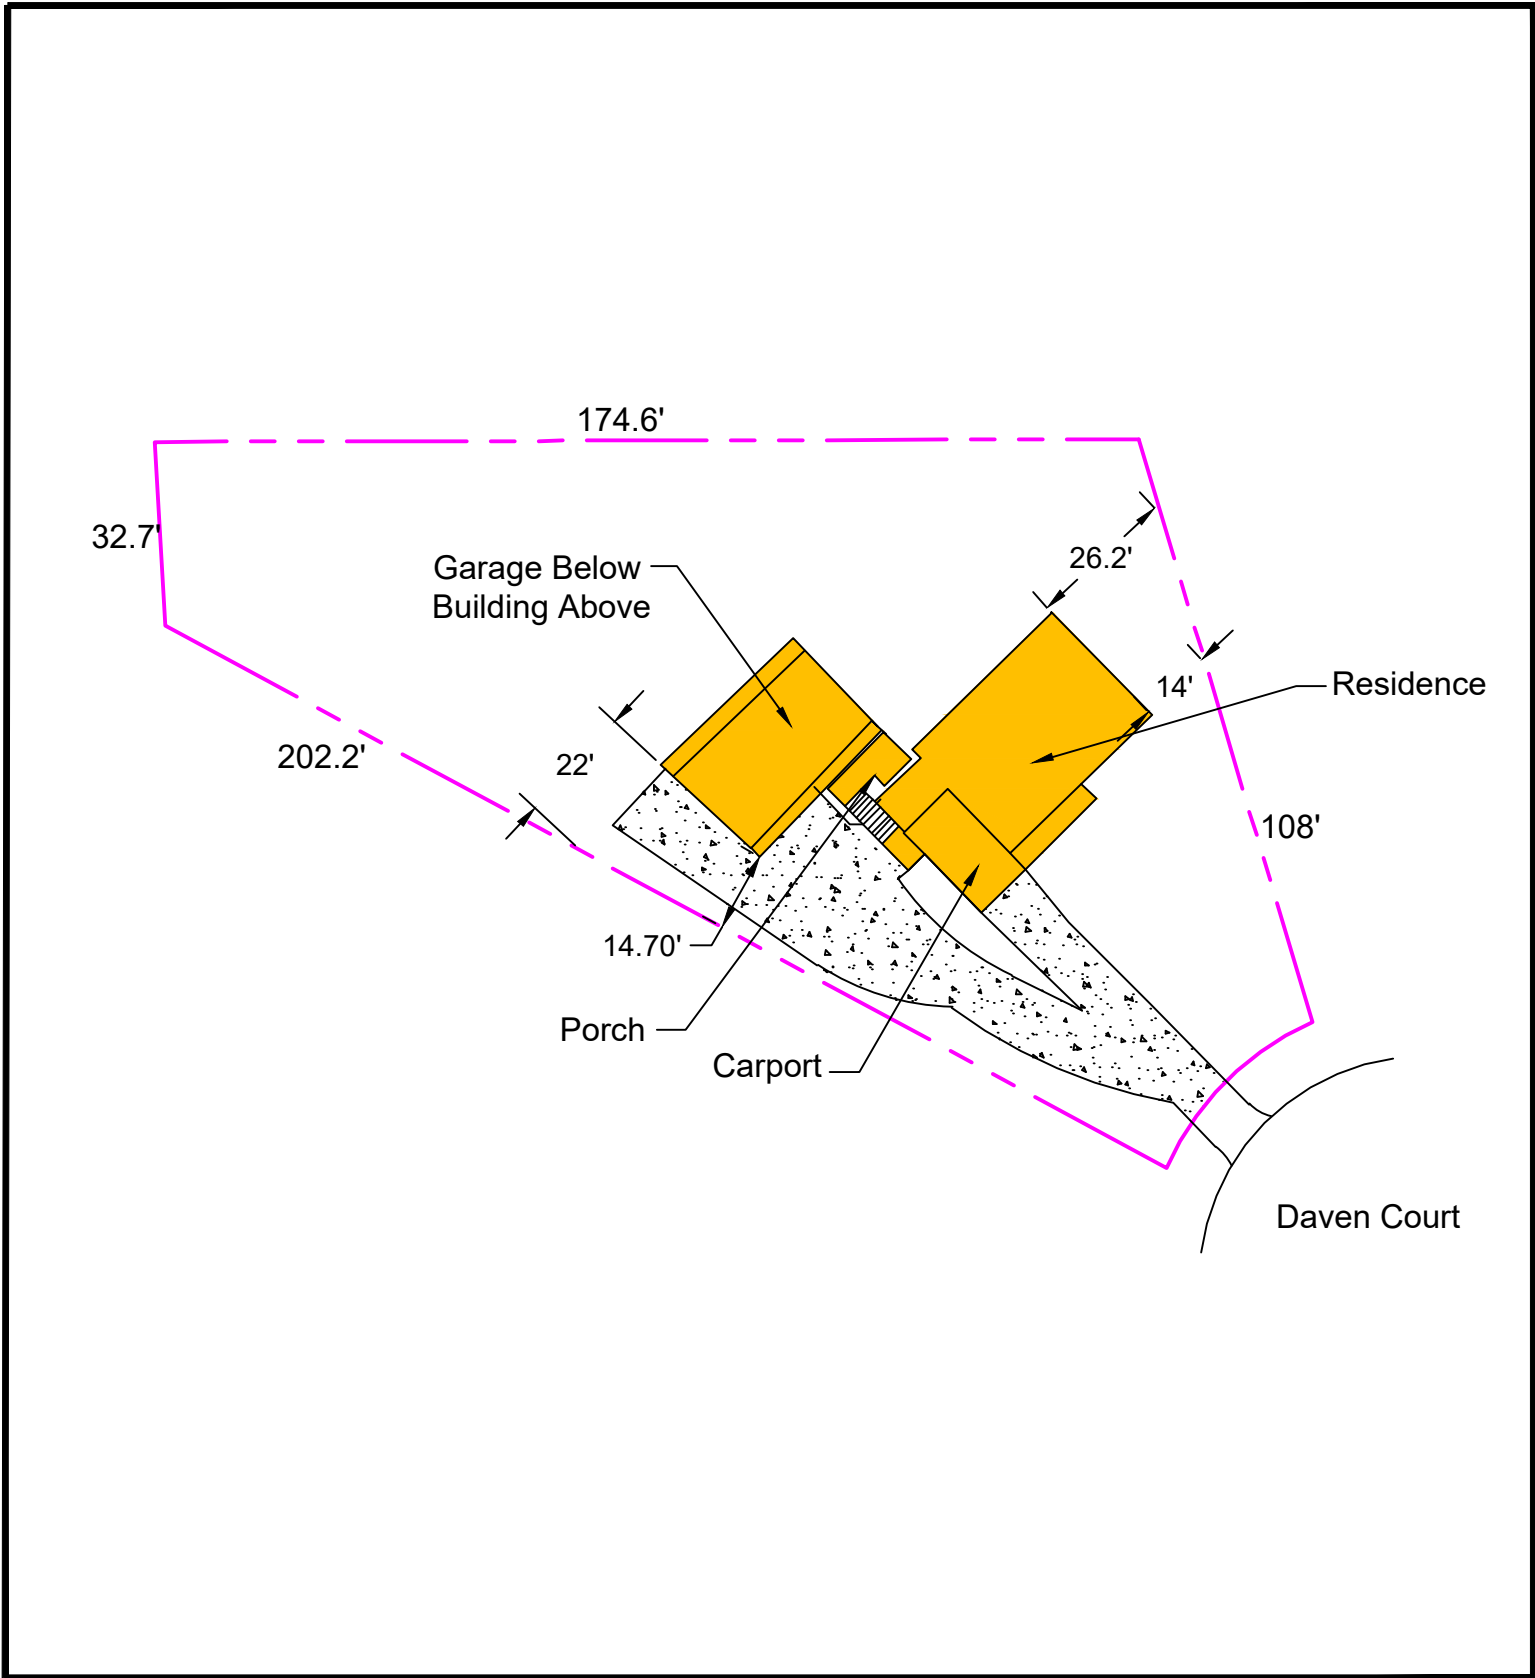 174.6'
32.7'
26.2'
Garage Below
Building Above
14'
Residence
202.2'
22'
108'
14.70'
Porch
Carport
Daven Court